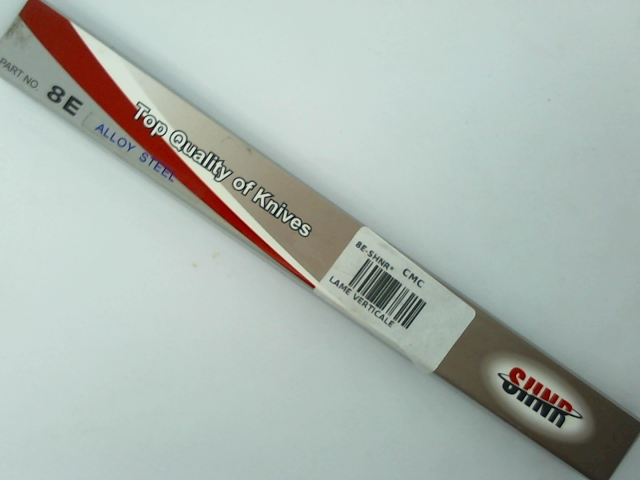 PART NO. 8E
ALLOY STEEL
Top Quality of Knives
8E-SHNR* CMC
LAME VERTICALE
SHNR